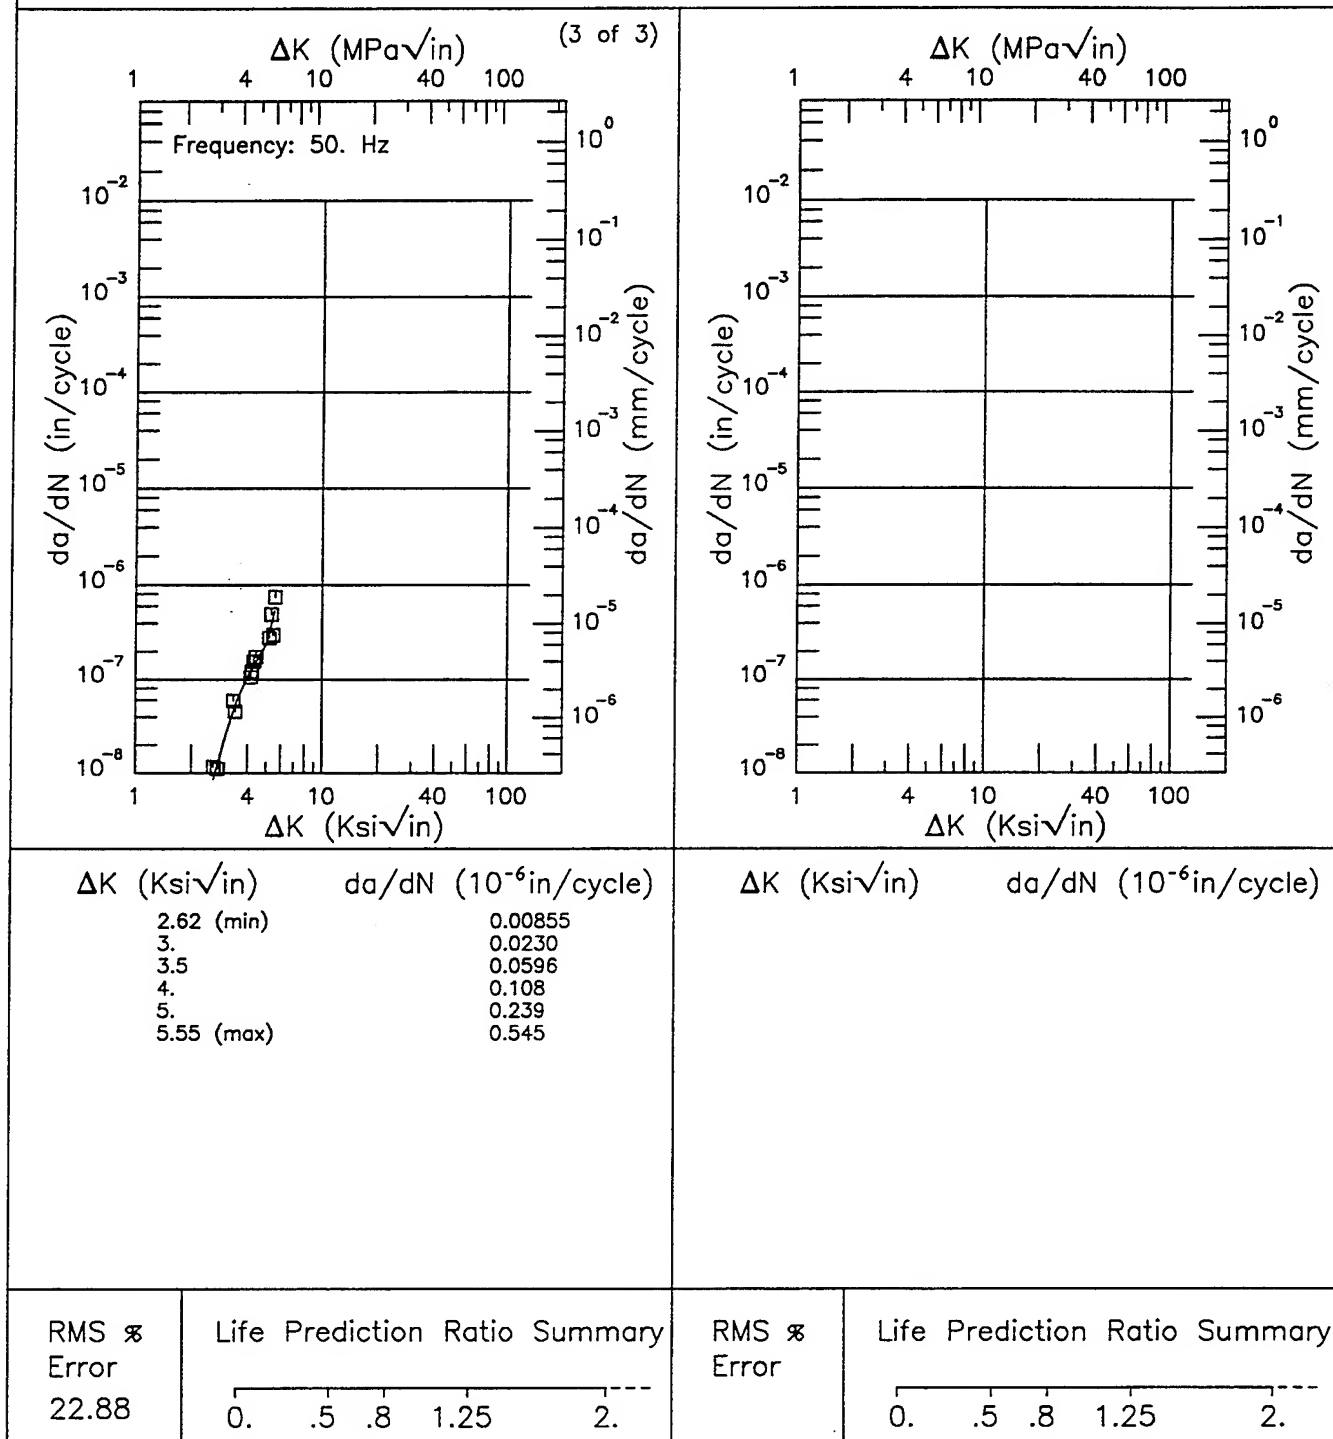 (3 of 3)
ΔK (MPa√in)
1 4 10 40 100
Frequency: 50. Hz
10⁰
10⁻²
10⁻¹
10⁻³
10⁻²
10⁻⁴
10⁻³
10⁻⁵
10⁻⁴
10⁻⁶
10⁻⁵
10⁻⁷
10⁻⁶
10⁻⁸
da/dN (in/cycle)
da/dN (mm/cycle)
1 4 10 40 100
ΔK (Ksi√in)
ΔK (MPa√in)
1 4 10 40 100
10⁰
10⁻²
10⁻¹
10⁻³
10⁻²
10⁻⁴
10⁻³
10⁻⁵
10⁻⁴
10⁻⁶
10⁻⁵
10⁻⁷
10⁻�6
10⁻⁸
da/dN (in/cycle)
da/dN (mm/cycle)
1 4 10 40 100
ΔK (Ksi√in)
ΔK (Ksi√in) da/dN (10⁻⁶in/cycle)
2.62 (min) 0.00855
3. 0.0230
3.5 0.0596
4. 0.108
5. 0.239
5.55 (max) 0.545
ΔK (Ksi√in) da/dN (10⁻⁶in/cycle)
RMS %
Error
22.88
Life Prediction Ratio Summary
0. .5 .8 1.25 2.
RMS %
Error
Life Prediction Ratio Summary
0. .5 .8 1.25 2.